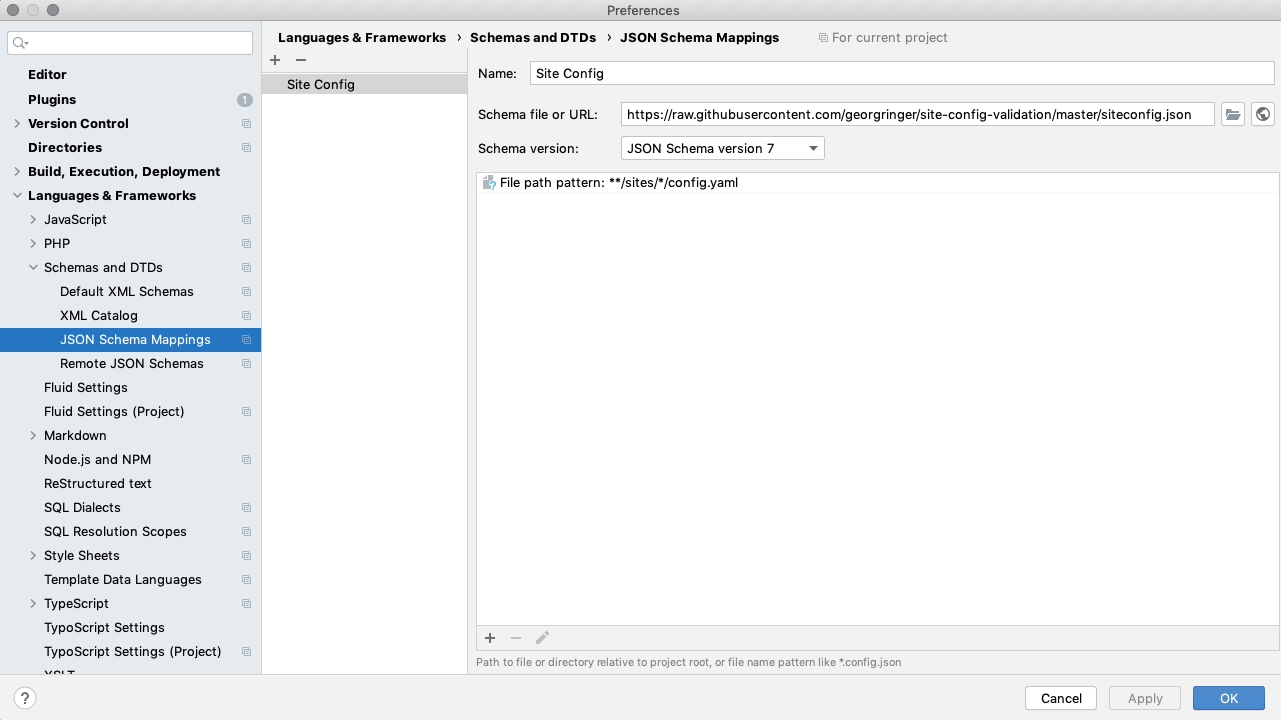 Preferences
Languages & Frameworks › Schemas and DTDs › JSON Schema Mappings For current project
Editor
Plugins 1
Version Control
Directories
Build, Execution, Deployment
Languages & Frameworks
JavaScript
PHP
Schemas and DTDs
Default XML Schemas
XML Catalog
JSON Schema Mappings
Remote JSON Schemas
Fluid Settings
Fluid Settings (Project)
Markdown
Node.js and NPM
ReStructured text
SQL Dialects
SQL Resolution Scopes
Style Sheets
Template Data Languages
TypeScript
TypoScript Settings
TypoScript Settings (Project)
XSLT
Site Config
Name: Site Config
Schema file or URL: https://raw.githubusercontent.com/georgringer/site-config-validation/master/siteconfig.json
Schema version: JSON Schema version 7
File path pattern: **/sites/*/config.yaml
Path to file or directory relative to project root, or file name pattern like *.config.json
? Cancel Apply OK